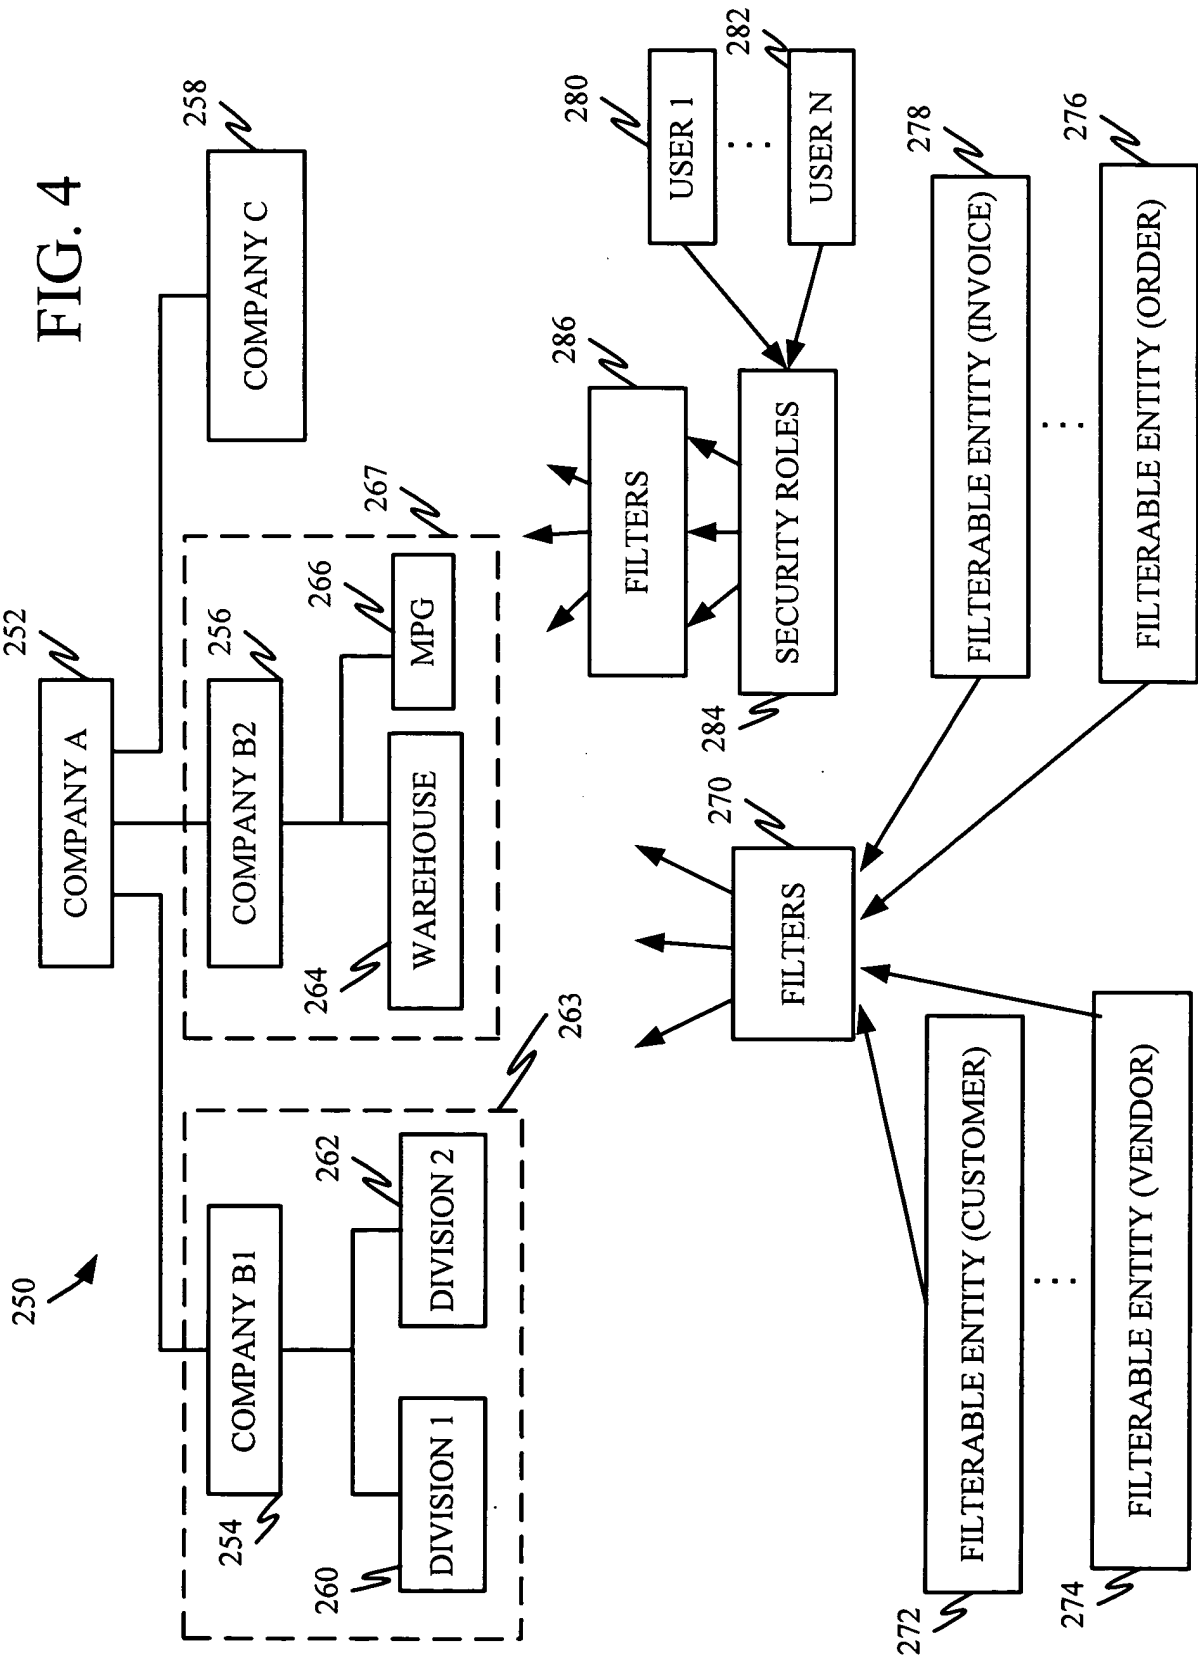 FIG. 4
250
252
COMPANY A
254
COMPANY B1
256
COMPANY B2
258
COMPANY C
260
DIVISION 1
262
DIVISION 2
263
264
WAREHOUSE
266
MPG
267
286
FILTERS
284
SECURITY ROLES
280
USER 1
...
282
USER N
270
FILTERS
272
FILTERABLE ENTITY (CUSTOMER)
...
274
FILTERABLE ENTITY (VENDOR)
278
FILTERABLE ENTITY (INVOICE)
...
276
FILTERABLE ENTITY (ORDER)